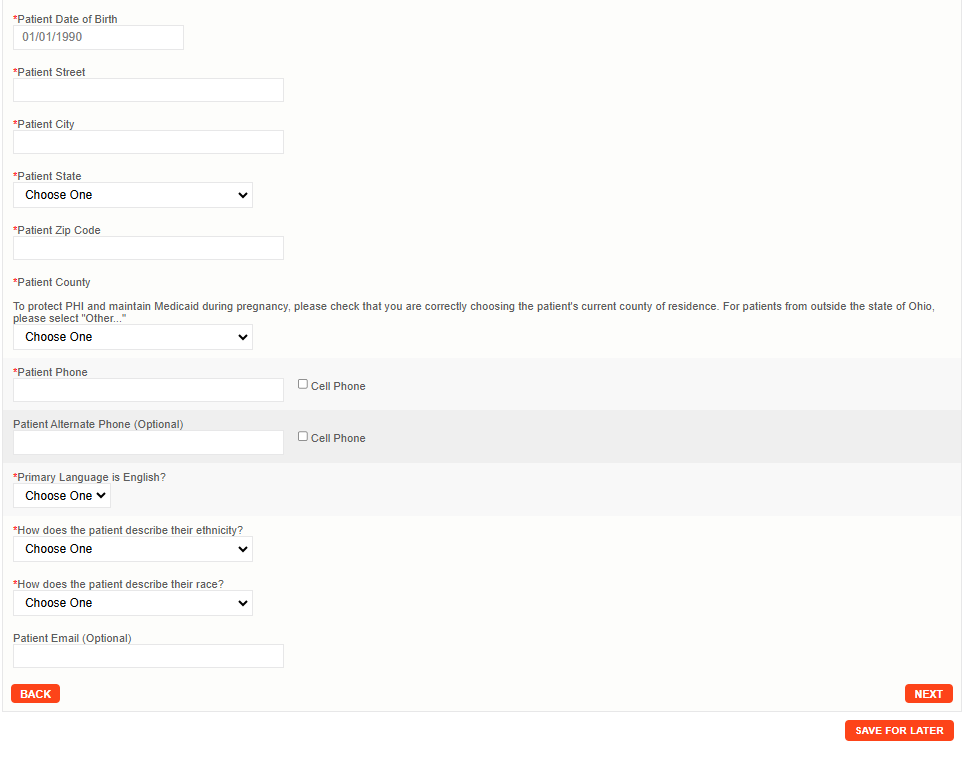 *Patient Date of Birth
01/01/1990
*Patient Street
*Patient City
*Patient State
Choose One
*Patient Zip Code
*Patient County
To protect PHI and maintain Medicaid during pregnancy, please check that you are correctly choosing the patient's current county of residence. For patients from outside the state of Ohio,
please select "Other..."
Choose One
*Patient Phone
Cell Phone
Patient Alternate Phone (Optional)
Cell Phone
*Primary Language is English?
Choose One
*How does the patient describe their ethnicity?
Choose One
*How does the patient describe their race?
Choose One
Patient Email (Optional)
BACK
NEXT
SAVE FOR LATER